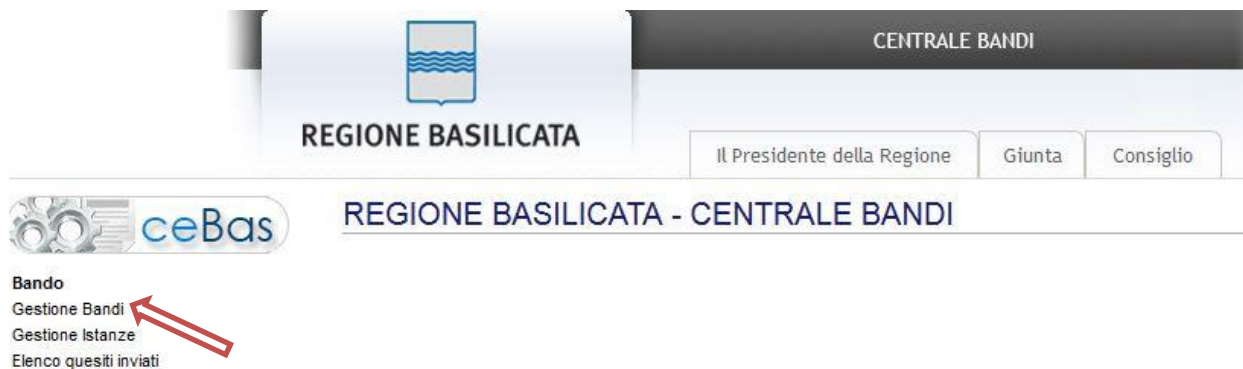 CENTRALE BANDI
REGIONE BASILICATA
Il Presidente della Regione
Giunta
Consiglio
ceBas
REGIONE BASILICATA - CENTRALE BANDI
Bando
Gestione Bandi
Gestione Istanze
Elenco quesiti inviati